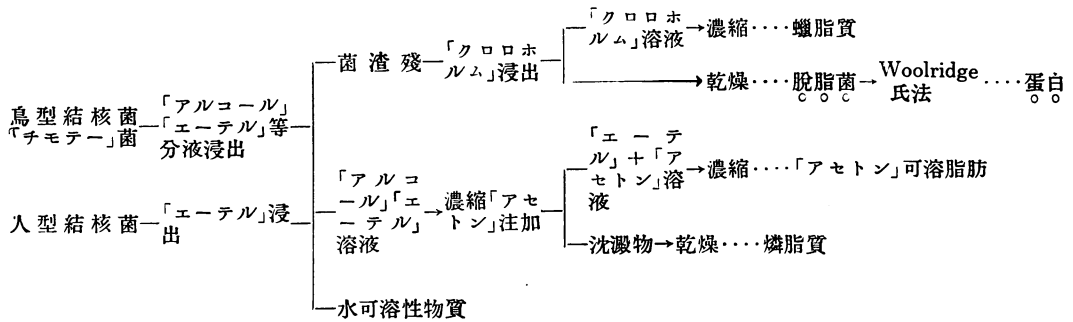 鳥型結核菌
「チモテー」菌
「アルコール」
「エーテル」等
分液浸出
人型結核菌
「エーテル」浸
出
菌渣殘
「クロロホ
ルム」浸出
「クロロホ
ルム」溶液
濃縮‥‥蠟脂質
乾燥‥‥脫脂菌
Woolridge
氏法
‥‥蛋白
「アルコ
ール」「エ
ーテル」
溶液
濃縮「アセ
トン」注加
「エーテ
ル」+「ア
セトン」溶
液
濃縮‥‥「アセトン」可溶脂肪
沈澱物→乾燥‥‥燐脂質
水可溶性物質